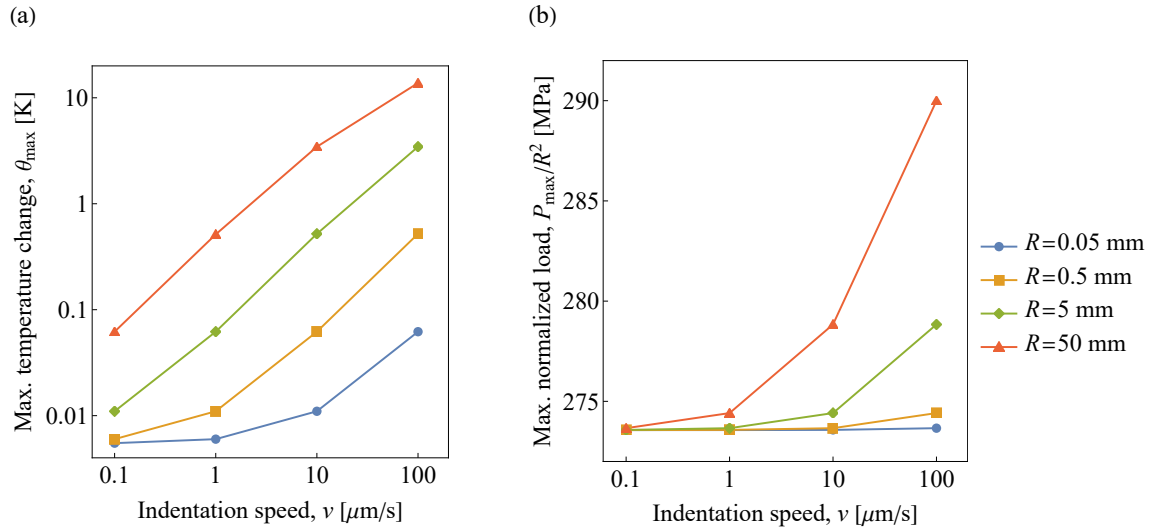 (a)
Max. temperature change, θmax [K]
10
1
0.1
0.01
0.1 1 10 100
Indentation speed, v [μm/s]
(b)
Max. normalized load, Pmax/R² [MPa]
290
285
280
275
0.1 1 10 100
Indentation speed, v [μm/s]
R=0.05 mm
R=0.5 mm
R=5 mm
R=50 mm